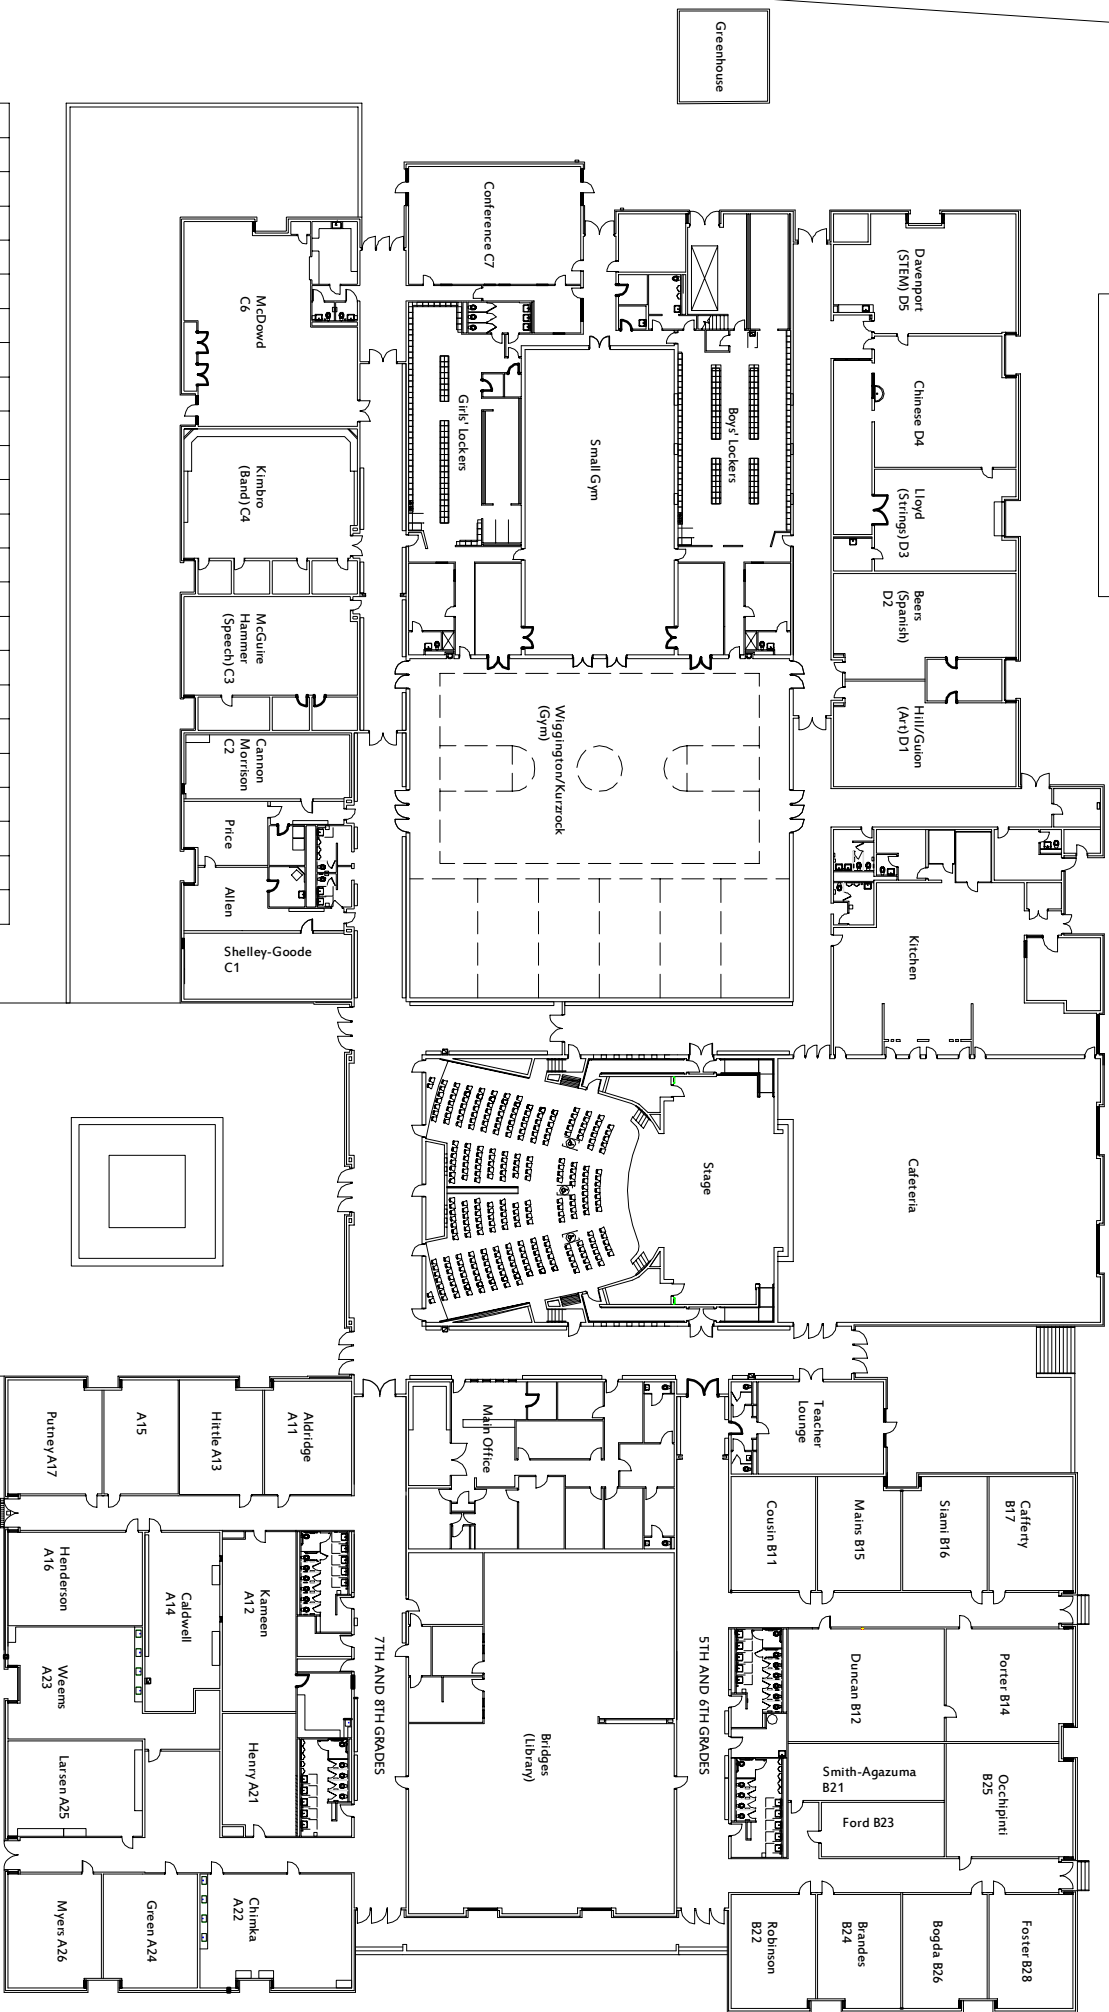 Greenhouse
Conference C7
Davenport
(STEM) D5
McDowd
C6
Girls' Lockers
Small Gym
Boys' Lockers
Chinese D4
Kimbro
(Band) C4
Lloyd
(Strings) D3
McGuire
Hammer
(Speech) C3
Beers
(Spanish)
D2
Wiggington/Kurzrock
(Gym)
Hill/Guion
(Art) D1
Cannon
Morrison
C2
Price
Allen
Shelley-Goode
C1
Kitchen
Stage
Cafeteria
Putney A17
A15
Hittle A13
Aldridge
A11
Main Office
Teacher
Lounge
Cousin B11
Mains B15
Siami B16
Cafferty
B17
Henderson
A16
Caldwell
A14
Kameen
A12
Weems
A23
7TH AND 8TH GRADES
5TH AND 6TH GRADES
Duncan B12
Porter B14
Bridges
(Library)
Larsen A25
Henry A21
Smith-Agazuma
B21
Occhipinti
B25
Ford B23
Myers A26
Green A24
Chimka
A22
Robinson
B22
Brandes
B24
Bogda B26
Foster B28